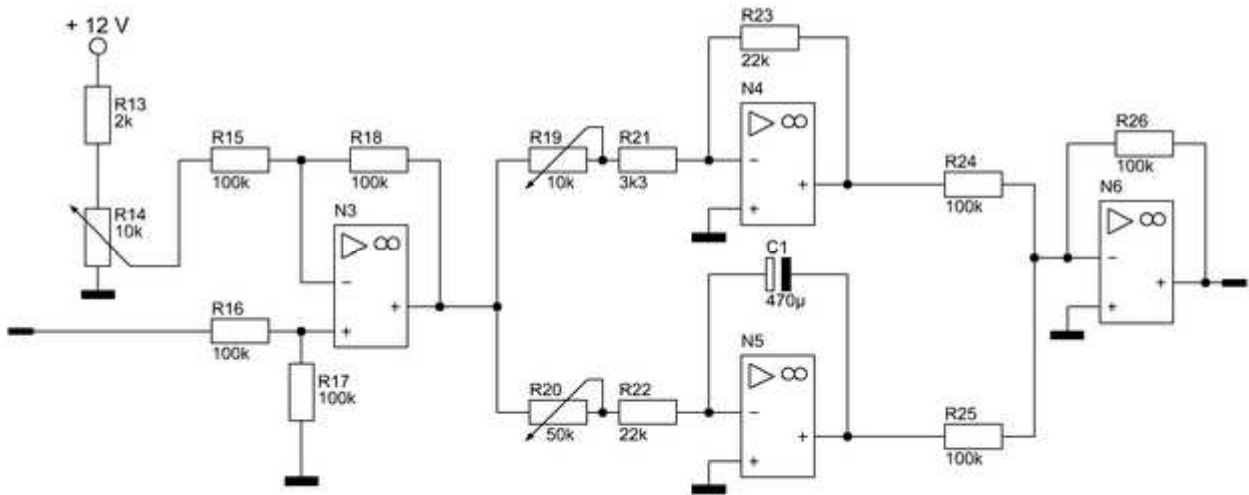 + 12 V
R13
2k
R14
10k
R15
100k
R18
100k
N3
▷ ∞
−
+
+
R16
100k
R17
100k
R19
10k
R21
3k3
R23
22k
N4
▷ ∞
−
+
+
R20
50k
R22
22k
C1
470µ
N5
▷ ∞
−
+
+
R24
100k
R25
100k
R26
100k
N6
▷ ∞
−
+
+